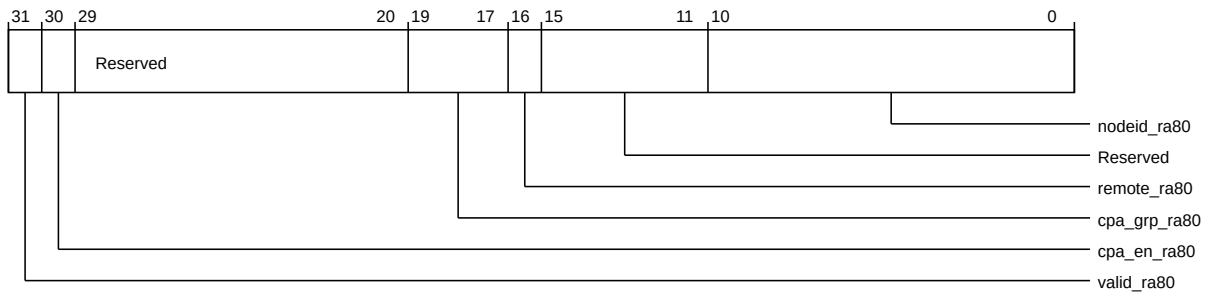 31 30 29 20 19 17 16 15 11 10 0
Reserved
nodeid_ra80
Reserved
remote_ra80
cpa_grp_ra80
cpa_en_ra80
valid_ra80